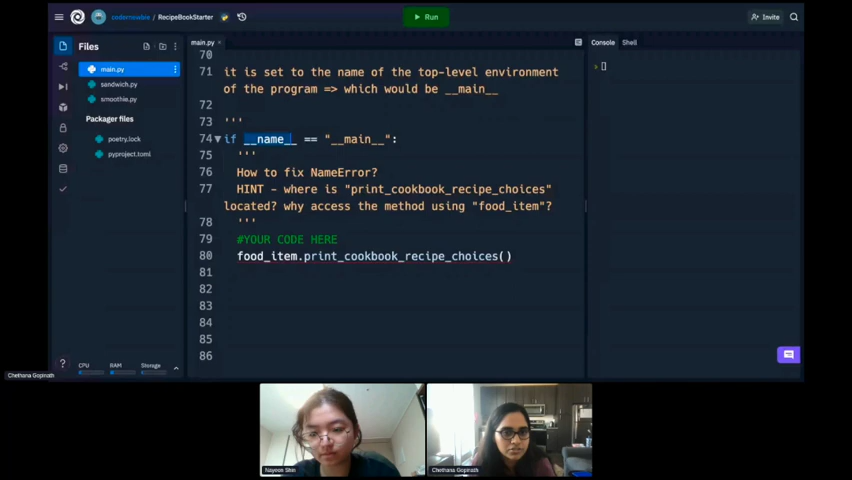 codernewbie / RecipeBookStarter
Run
Invite
Files
main.py
sandwich.py
smoothie.py
Packager files
poetry.lock
pyproject.toml
CPU RAM Storage
main.py ×
70
71 it is set to the name of the top-level environment
of the program => which would be __main__
72
73 '''
74 if __name__ == "__main__":
75 '''
76 How to fix NameError?
77 HINT - where is "print_cookbook_recipe_choices"
located? why access the method using "food_item"?
78 '''
79 #YOUR CODE HERE
80 food_item.print_cookbook_recipe_choices()
81
82
83
84
85
86
Console Shell
Chethana Gopinath
Nayeon Shin
Chethana Gopinath